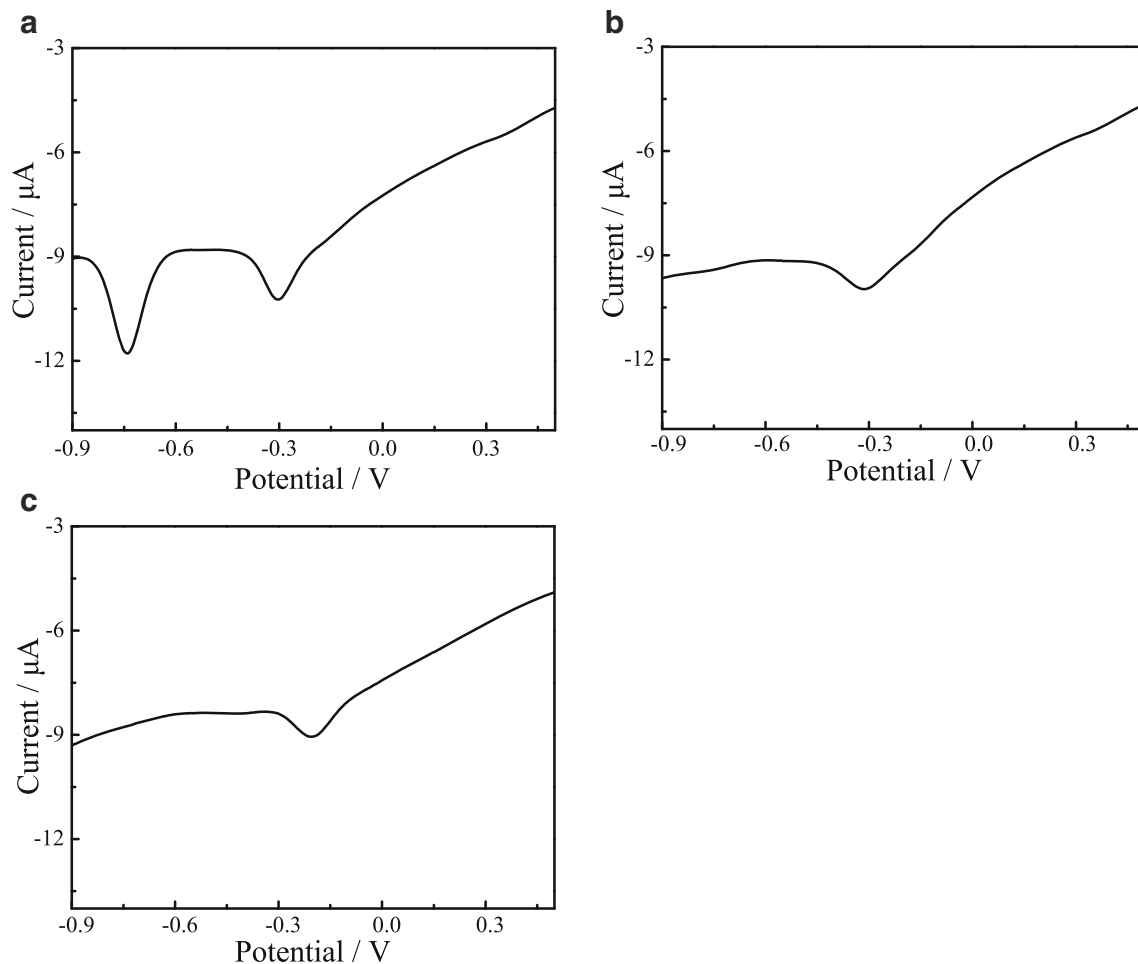 a
-3
-6
-9
-12
Current / μA
-0.9 -0.6 -0.3 0.0 0.3
Potential / V
b
-3
-6
-9
-12
Current / μA
-0.9 -0.6 -0.3 0.0 0.3
Potential / V
c
-3
-6
-9
-12
Current / μA
-0.9 -0.6 -0.3 0.0 0.3
Potential / V